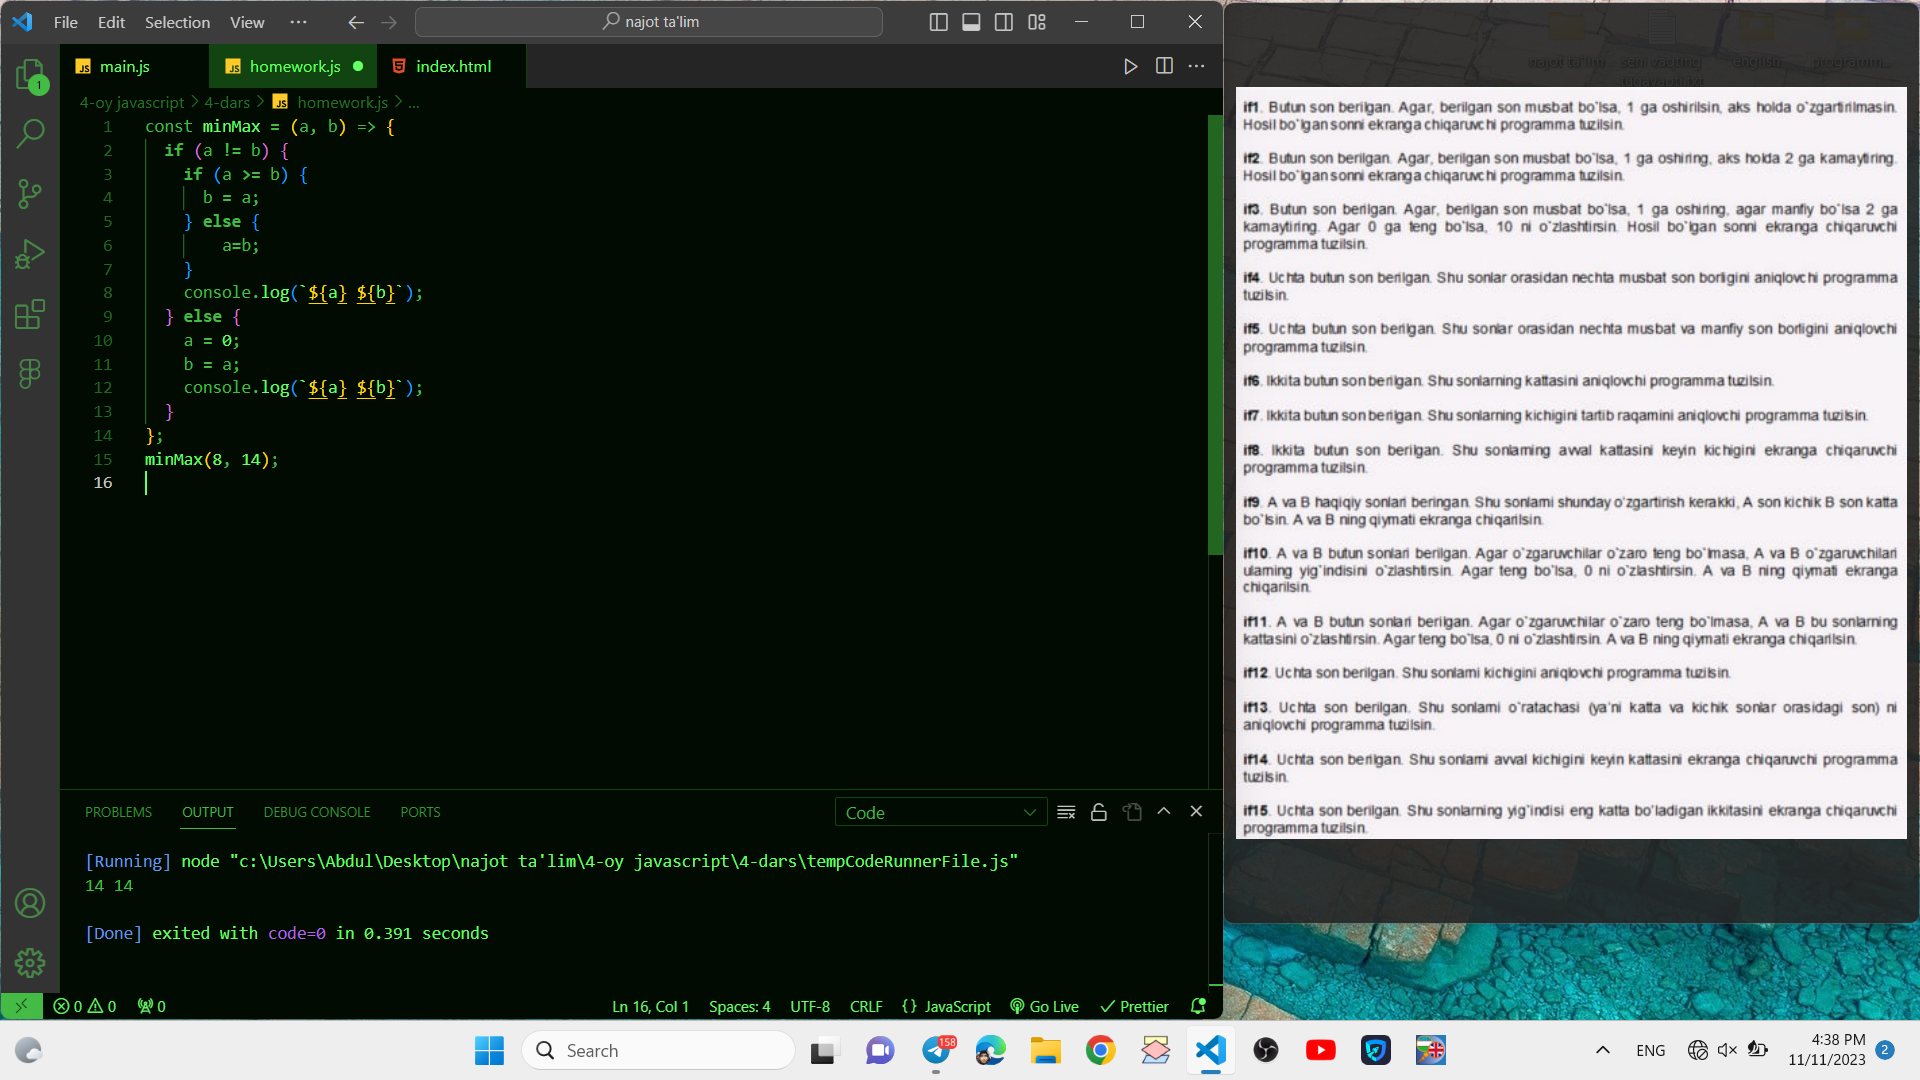 File Edit Selection View ··· najot ta'lim
main.js homework.js index.html
4-oy javascript > 4-dars > JS homework.js > ...
1 const minMax = (a, b) => {
2 if (a != b) {
3 if (a >= b) {
4 b = a;
5 } else {
6 a=b;
7 }
8 console.log(`${a} ${b}`);
9 } else {
10 a = 0;
11 b = a;
12 console.log(`${a} ${b}`);
13 }
14 };
15 minMax(8, 14);
16
PROBLEMS OUTPUT DEBUG CONSOLE PORTS Code
[Running] node "c:\Users\Abdul\Desktop\najot ta'lim\4-oy javascript\4-dars\tempCodeRunnerFile.js"
14 14
[Done] exited with code=0 in 0.391 seconds
0 0 0 Ln 16, Col 1 Spaces: 4 UTF-8 CRLF {} JavaScript Go Live Prettier
if1. Butun son berilgan. Agar, berilgan son musbat bo`lsa, 1 ga oshirilsin, aks holda o`zgartirilmasin.
Hosil bo`lgan sonni ekranga chiqaruvchi programma tuzilsin.
if2. Butun son berilgan. Agar, berilgan son musbat bo`lsa, 1 ga oshiring, aks holda 2 ga kamaytiring.
Hosil bo`lgan sonni ekranga chiqaruvchi programma tuzilsin.
if3. Butun son berilgan. Agar, berilgan son musbat bo`lsa, 1 ga oshiring, agar manfiy bo`lsa 2 ga
kamaytiring. Agar 0 ga teng bo`lsa, 10 ni o`zlashtirsin. Hosil bo`lgan sonni ekranga chiqaruvchi
programma tuzilsin.
if4. Uchta butun son berilgan. Shu sonlar orasidan nechta musbat son borligini aniqlovchi programma
tuzilsin.
if5. Uchta butun son berilgan. Shu sonlar orasidan nechta musbat va manfiy son borligini aniqlovchi
programma tuzilsin.
if6. Ikkita butun son berilgan. Shu sonlarning kattasini aniqlovchi programma tuzilsin.
if7. Ikkita butun son berilgan. Shu sonlarning kichigini tartib raqamini aniqlovchi programma tuzilsin.
if8. Ikkita butun son berilgan. Shu sonlarning avval kattasini keyin kichigini ekranga chiqaruvchi
programma tuzilsin.
if9. A va B haqiqiy sonlari beringan. Shu sonlarni shunday o`zgartirish kerakki, A son kichik B son katta
bo`lsin. A va B ning qiymati ekranga chiqarilsin.
if10. A va B butun sonlari berilgan. Agar o`zgaruvchilar o`zaro teng bo`lmasa, A va B o`zgaruvchilari
ularning yig`indisini o`zlashtirsin. Agar teng bo`lsa, 0 ni o`zlashtirsin. A va B ning qiymati ekranga
chiqarilsin.
if11. A va B butun sonlari berilgan. Agar o`zgaruvchilar o`zaro teng bo`lmasa, A va B bu sonlarning
kattasini o`zlashtirsin. Agar teng bo`lsa, 0 ni o`zlashtirsin. A va B ning qiymati ekranga chiqarilsin.
if12. Uchta son berilgan. Shu sonlarni kichigini aniqlovchi programma tuzilsin.
if13. Uchta son berilgan. Shu sonlarni o`ratachasi (ya'ni katta va kichik sonlar orasidagi son) ni
aniqlovchi programma tuzilsin.
if14. Uchta son berilgan. Shu sonlarni avval kichigini keyin kattasini ekranga chiqaruvchi programma
tuzilsin.
if15. Uchta son berilgan. Shu sonlarning yig`indisi eng katta bo`ladigan ikkitasini ekranga chiqaruvchi
programma tuzilsin.
Search 158 ENG 4:38 PM 2
11/11/2023